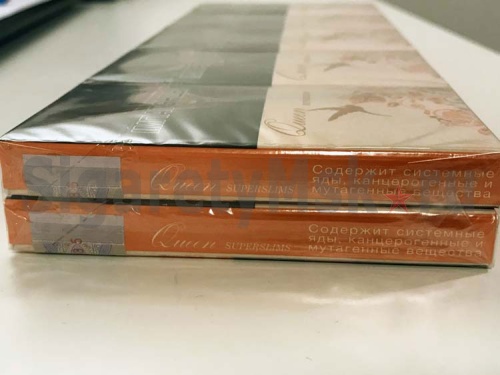 Queen
Queen SUPERSLIMS
Содержит системные
яды, канцерогенные и
мутагенные вещества
Queen SUPERSLIMS
Содержит системные
яды, канцерогенные и
мутагенные вещества